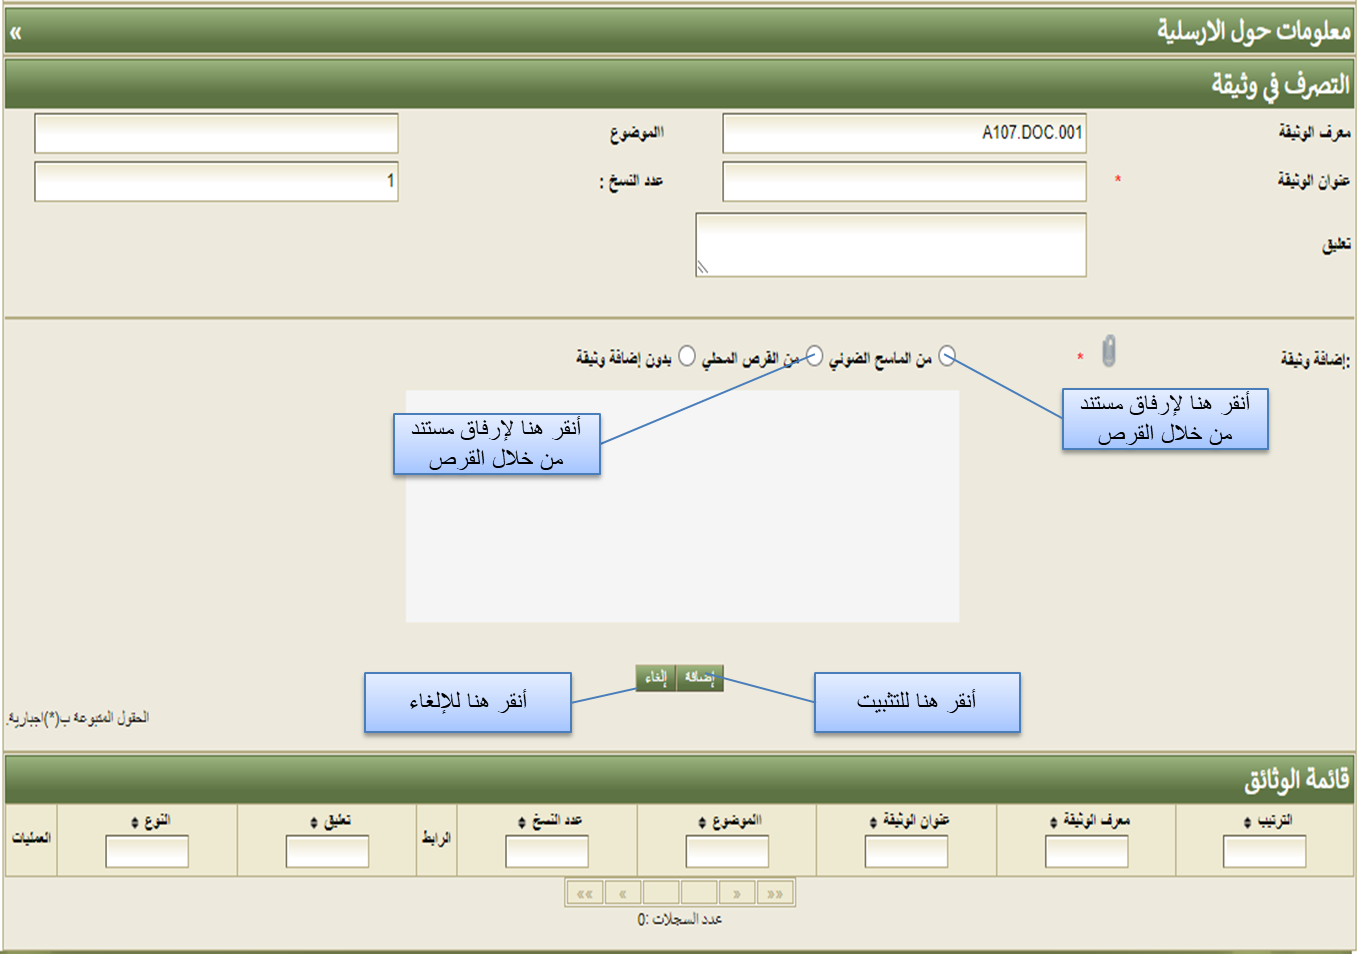 معلومات حول الارسلية »
التصرف في وثيقة
معرف الوثيقة A107.DOC.001 االموضوع
عنوان الوثيقة * عدد النسخ : 1
تعليق
إضافة وثيقة: * من الماسح الضوئي من القرص المحلي بدون إضافة وثيقة
أنقر هنا لإرفاق مستند
من خلال القرص
أنقر هنا لإرفاق مستند
من خلال القرص
إضافة إلغاء
أنقر هنا للتثبيت
أنقر هنا للإلغاء
الحقول المتبوعة ب(*)اجبارية.
قائمة الوثائق
الترتيب معرف الوثيقة عنوان الوثيقة االموضوع عدد النسخ الرابط تعليق النوع العمليات
«« « » »»
عدد السجلات :0